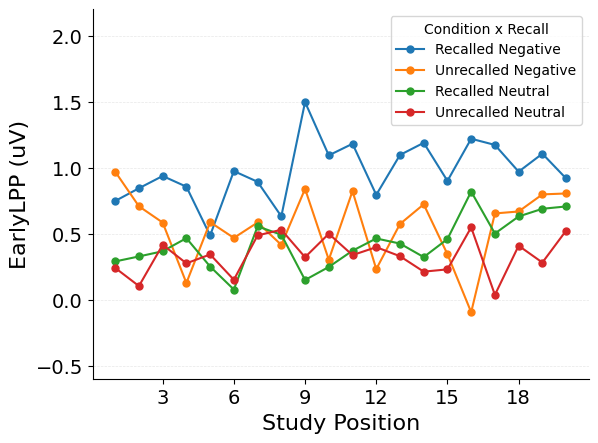 Condition x Recall
Recalled Negative
Unrecalled Negative
Recalled Neutral
Unrecalled Neutral
EarlyLPP (uV)
2.0
1.5
1.0
0.5
0.0
−0.5
3 6 9 12 15 18
Study Position